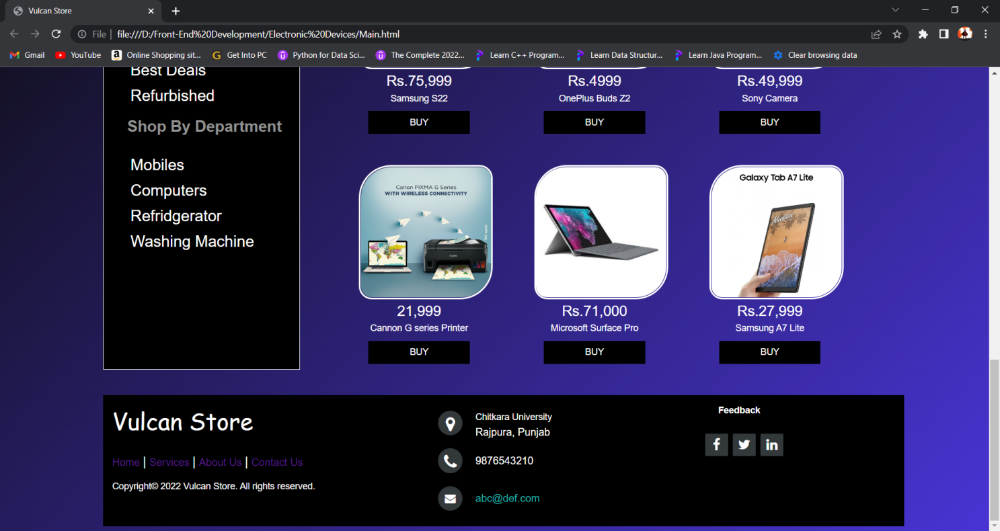 Vulcan Store
File file:///D:/Front-End%20Development/Electronic%20Devices/Main.html
Gmail YouTube Online Shopping sit... Get Into PC Python for Data Sci... The Complete 2022... Learn C++ Program... Learn Data Structur... Learn Java Program... Clear browsing data
Best Deals
Refurbished
Shop By Department
Mobiles
Computers
Refridgerator
Washing Machine
Rs.75,999
Samsung S22
BUY
Rs.4999
OnePlus Buds Z2
BUY
Rs.49,999
Sony Camera
BUY
Canon PIXMA G Series
WITH WIRELESS CONNECTIVITY
Canon
21,999
Cannon G series Printer
BUY
Rs.71,000
Microsoft Surface Pro
BUY
Galaxy Tab A7 Lite
Adventure
Rs.27,999
Samsung A7 Lite
BUY
Vulcan Store
Home | Services | About Us | Contact Us
Copyright© 2022 Vulcan Store. All rights reserved.
Chitkara University
Rajpura, Punjab
9876543210
abc@def.com
Feedback